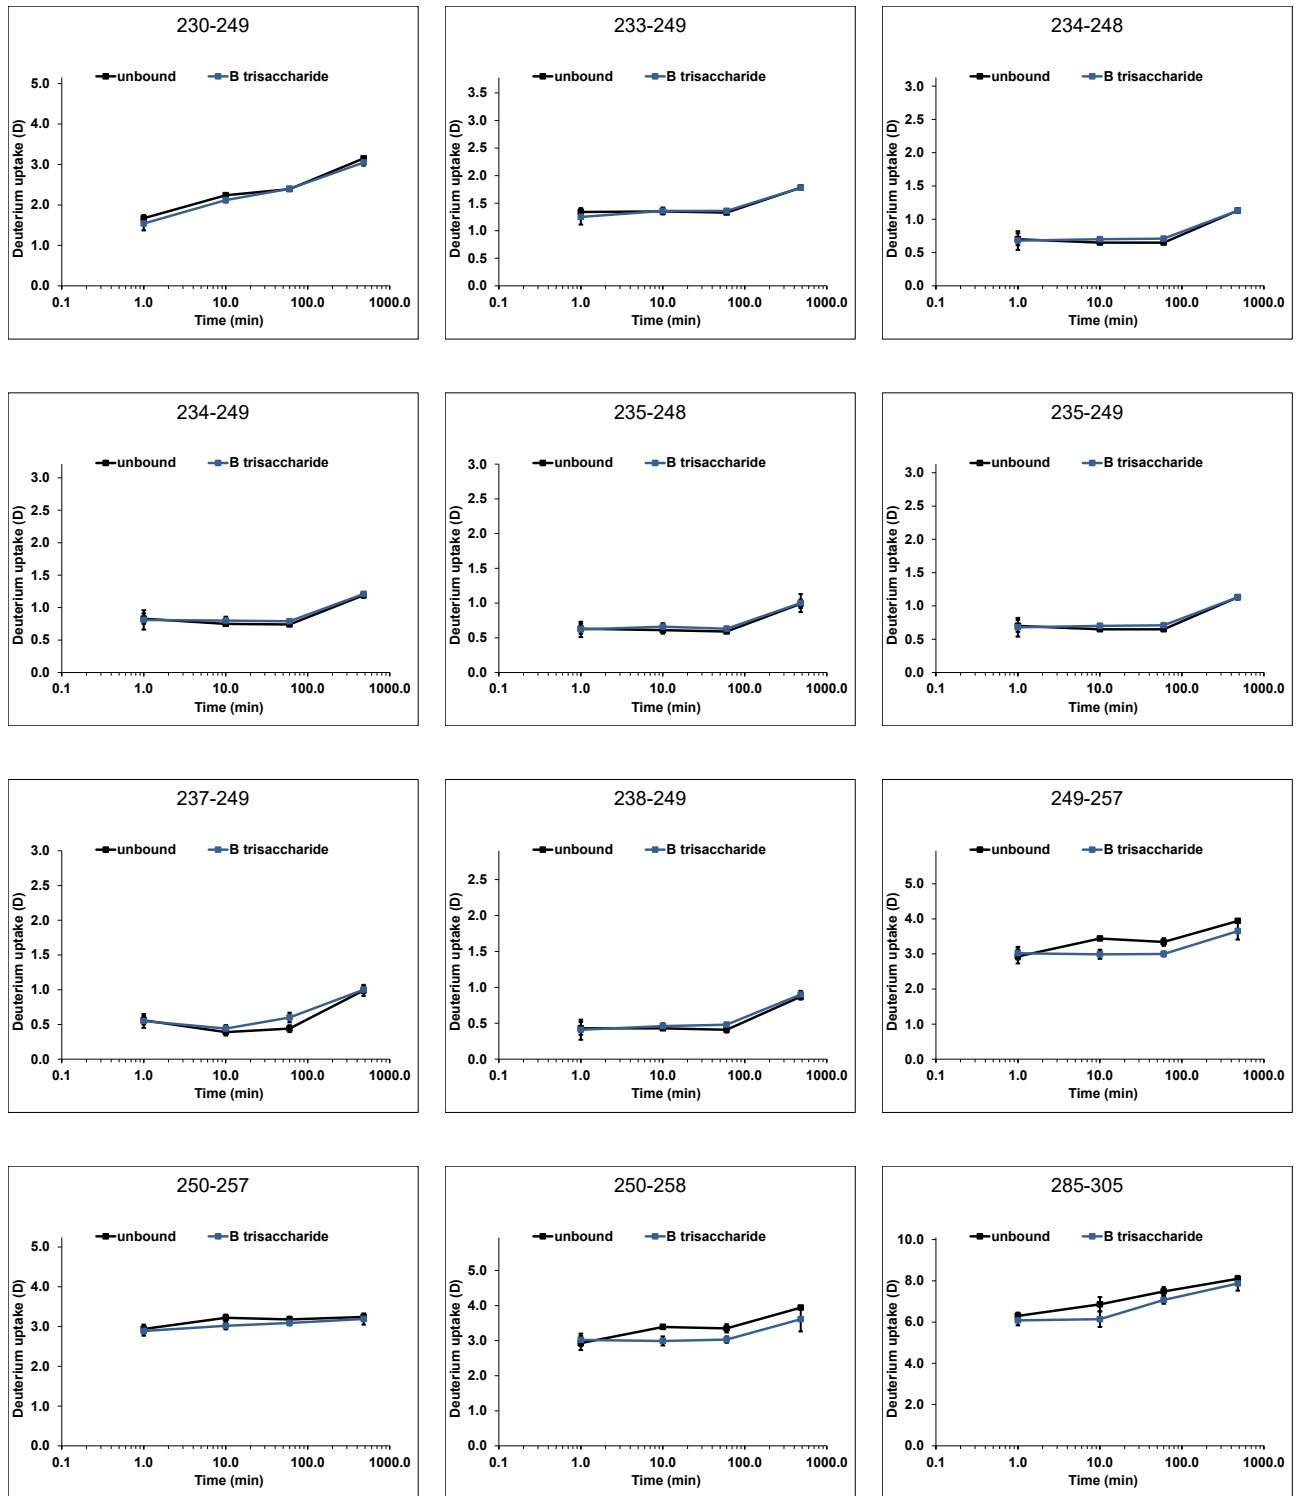 230-249
unbound B trisaccharide
Deuterium uptake (D)
5.0
4.0
3.0
2.0
1.0
0.0
0.1 1.0 10.0 100.0 1000.0
Time (min)
233-249
unbound B trisaccharide
Deuterium uptake (D)
3.5
3.0
2.5
2.0
1.5
1.0
0.5
0.0
0.1 1.0 10.0 100.0 1000.0
Time (min)
234-248
unbound B trisaccharide
Deuterium uptake (D)
3.0
2.5
2.0
1.5
1.0
0.5
0.0
0.1 1.0 10.0 100.0 1000.0
Time (min)
234-249
unbound B trisaccharide
Deuterium uptake (D)
3.0
2.5
2.0
1.5
1.0
0.5
0.0
0.1 1.0 10.0 100.0 1000.0
Time (min)
235-248
unbound B trisaccharide
Deuterium uptake (D)
3.0
2.5
2.0
1.5
1.0
0.5
0.0
0.1 1.0 10.0 100.0 1000.0
Time (min)
235-249
unbound B trisaccharide
Deuterium uptake (D)
3.0
2.5
2.0
1.5
1.0
0.5
0.0
0.1 1.0 10.0 100.0 1000.0
Time (min)
237-249
unbound B trisaccharide
Deuterium uptake (D)
3.0
2.5
2.0
1.5
1.0
0.5
0.0
0.1 1.0 10.0 100.0 1000.0
Time (min)
238-249
unbound B trisaccharide
Deuterium uptake (D)
2.5
2.0
1.5
1.0
0.5
0.0
0.1 1.0 10.0 100.0 1000.0
Time (min)
249-257
unbound B trisaccharide
Deuterium uptake (D)
5.0
4.0
3.0
2.0
1.0
0.0
0.1 1.0 10.0 100.0 1000.0
Time (min)
250-257
unbound B trisaccharide
Deuterium uptake (D)
5.0
4.0
3.0
2.0
1.0
0.0
0.1 1.0 10.0 100.0 1000.0
Time (min)
250-258
unbound B trisaccharide
Deuterium uptake (D)
5.0
4.0
3.0
2.0
1.0
0.0
0.1 1.0 10.0 100.0 1000.0
Time (min)
285-305
unbound B trisaccharide
Deuterium uptake (D)
10.0
8.0
6.0
4.0
2.0
0.0
0.1 1.0 10.0 100.0 1000.0
Time (min)